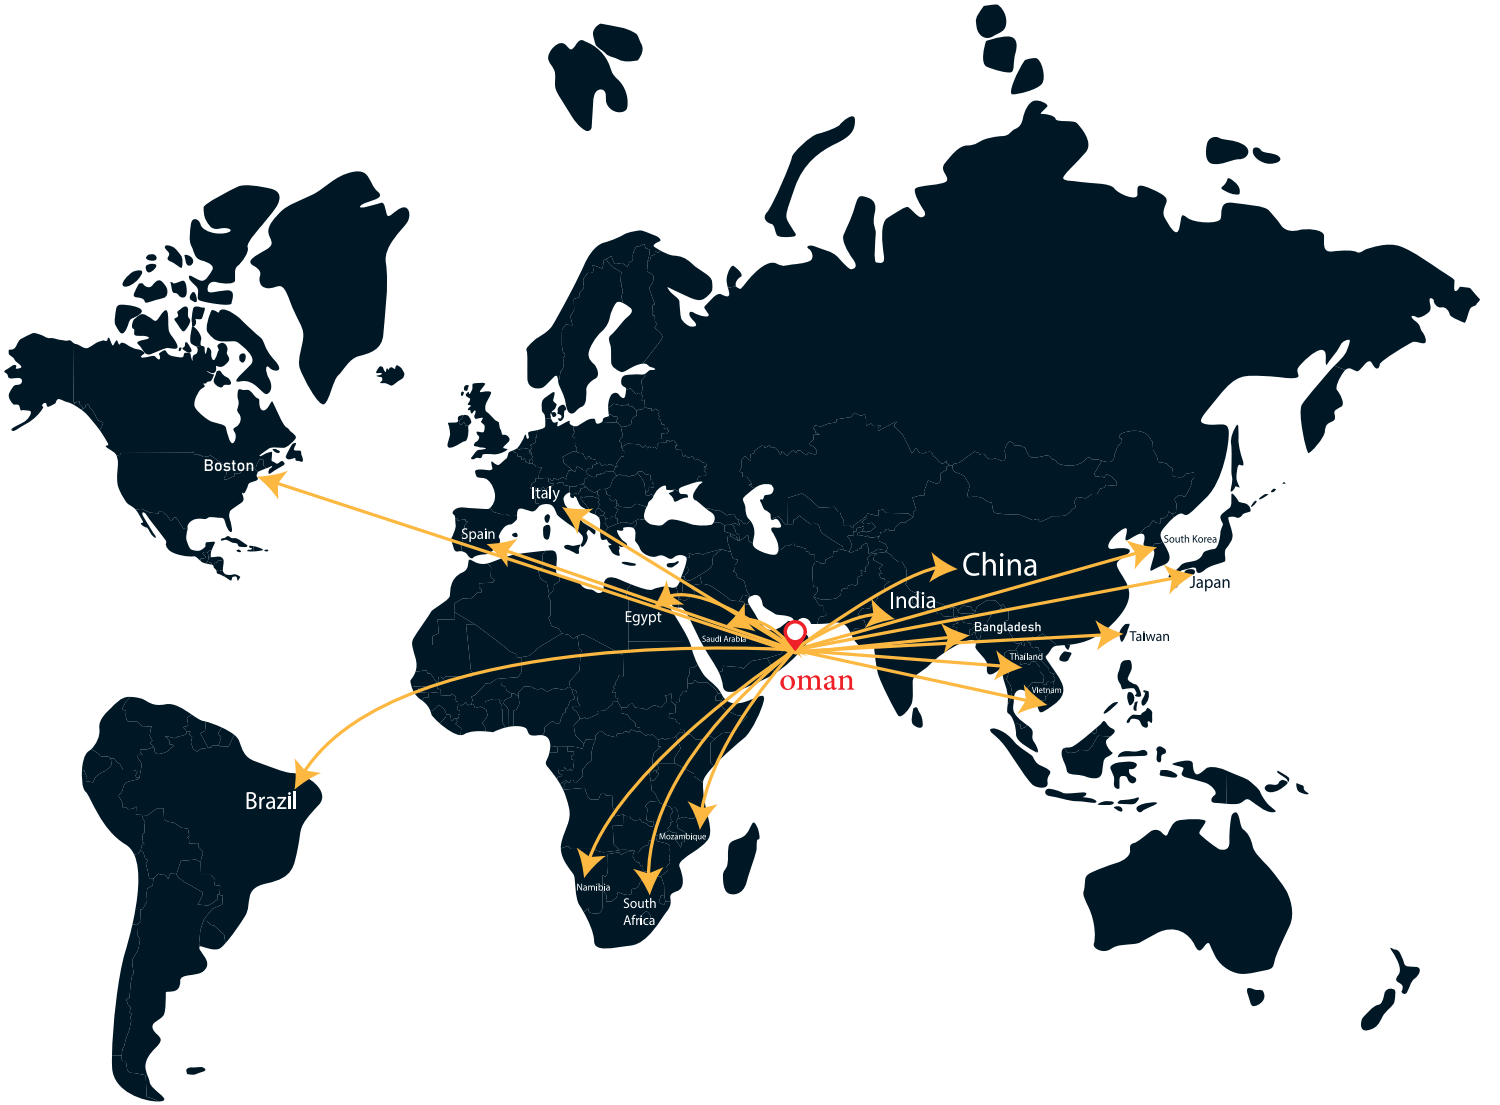 Boston
Italy
Spain
South Korea
China
Japan
India
Egypt
Bangladesh
Saudi Arabia
Taiwan
Thailand
oman
Vietnam
Brazil
Mozambique
Namibia
South
Africa